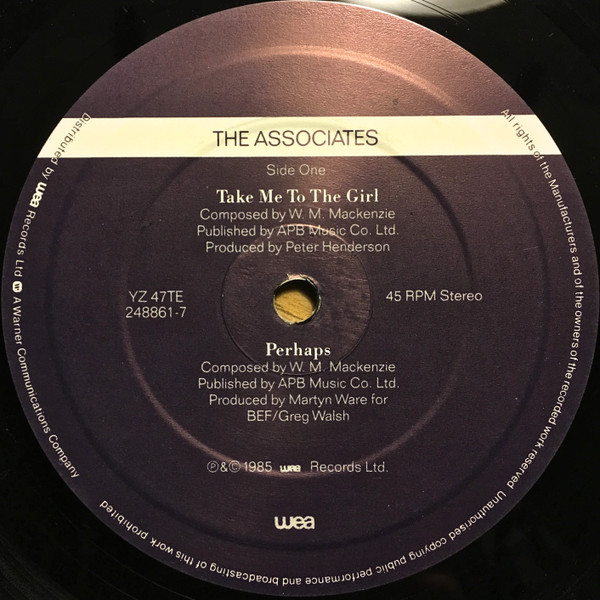 THE ASSOCIATES
Side One
Take Me To The Girl
Composed by W. M. Mackenzie
Published by APB Music Co. Ltd.
Produced by Peter Henderson
YZ 47TE
248861-7
45 RPM Stereo
Perhaps
Composed by W. M. Mackenzie
Published by APB Music Co. Ltd.
Produced by Martyn Ware for
BEF/Greg Walsh
℗&©1985 wea Records Ltd.
wea
Distributed by wea Records Ltd W A Warner Communications Company
All rights of the Manufacturers and of the owners of the recorded work reserved Unauthorised copying public performance and broadcasting of this work prohibited